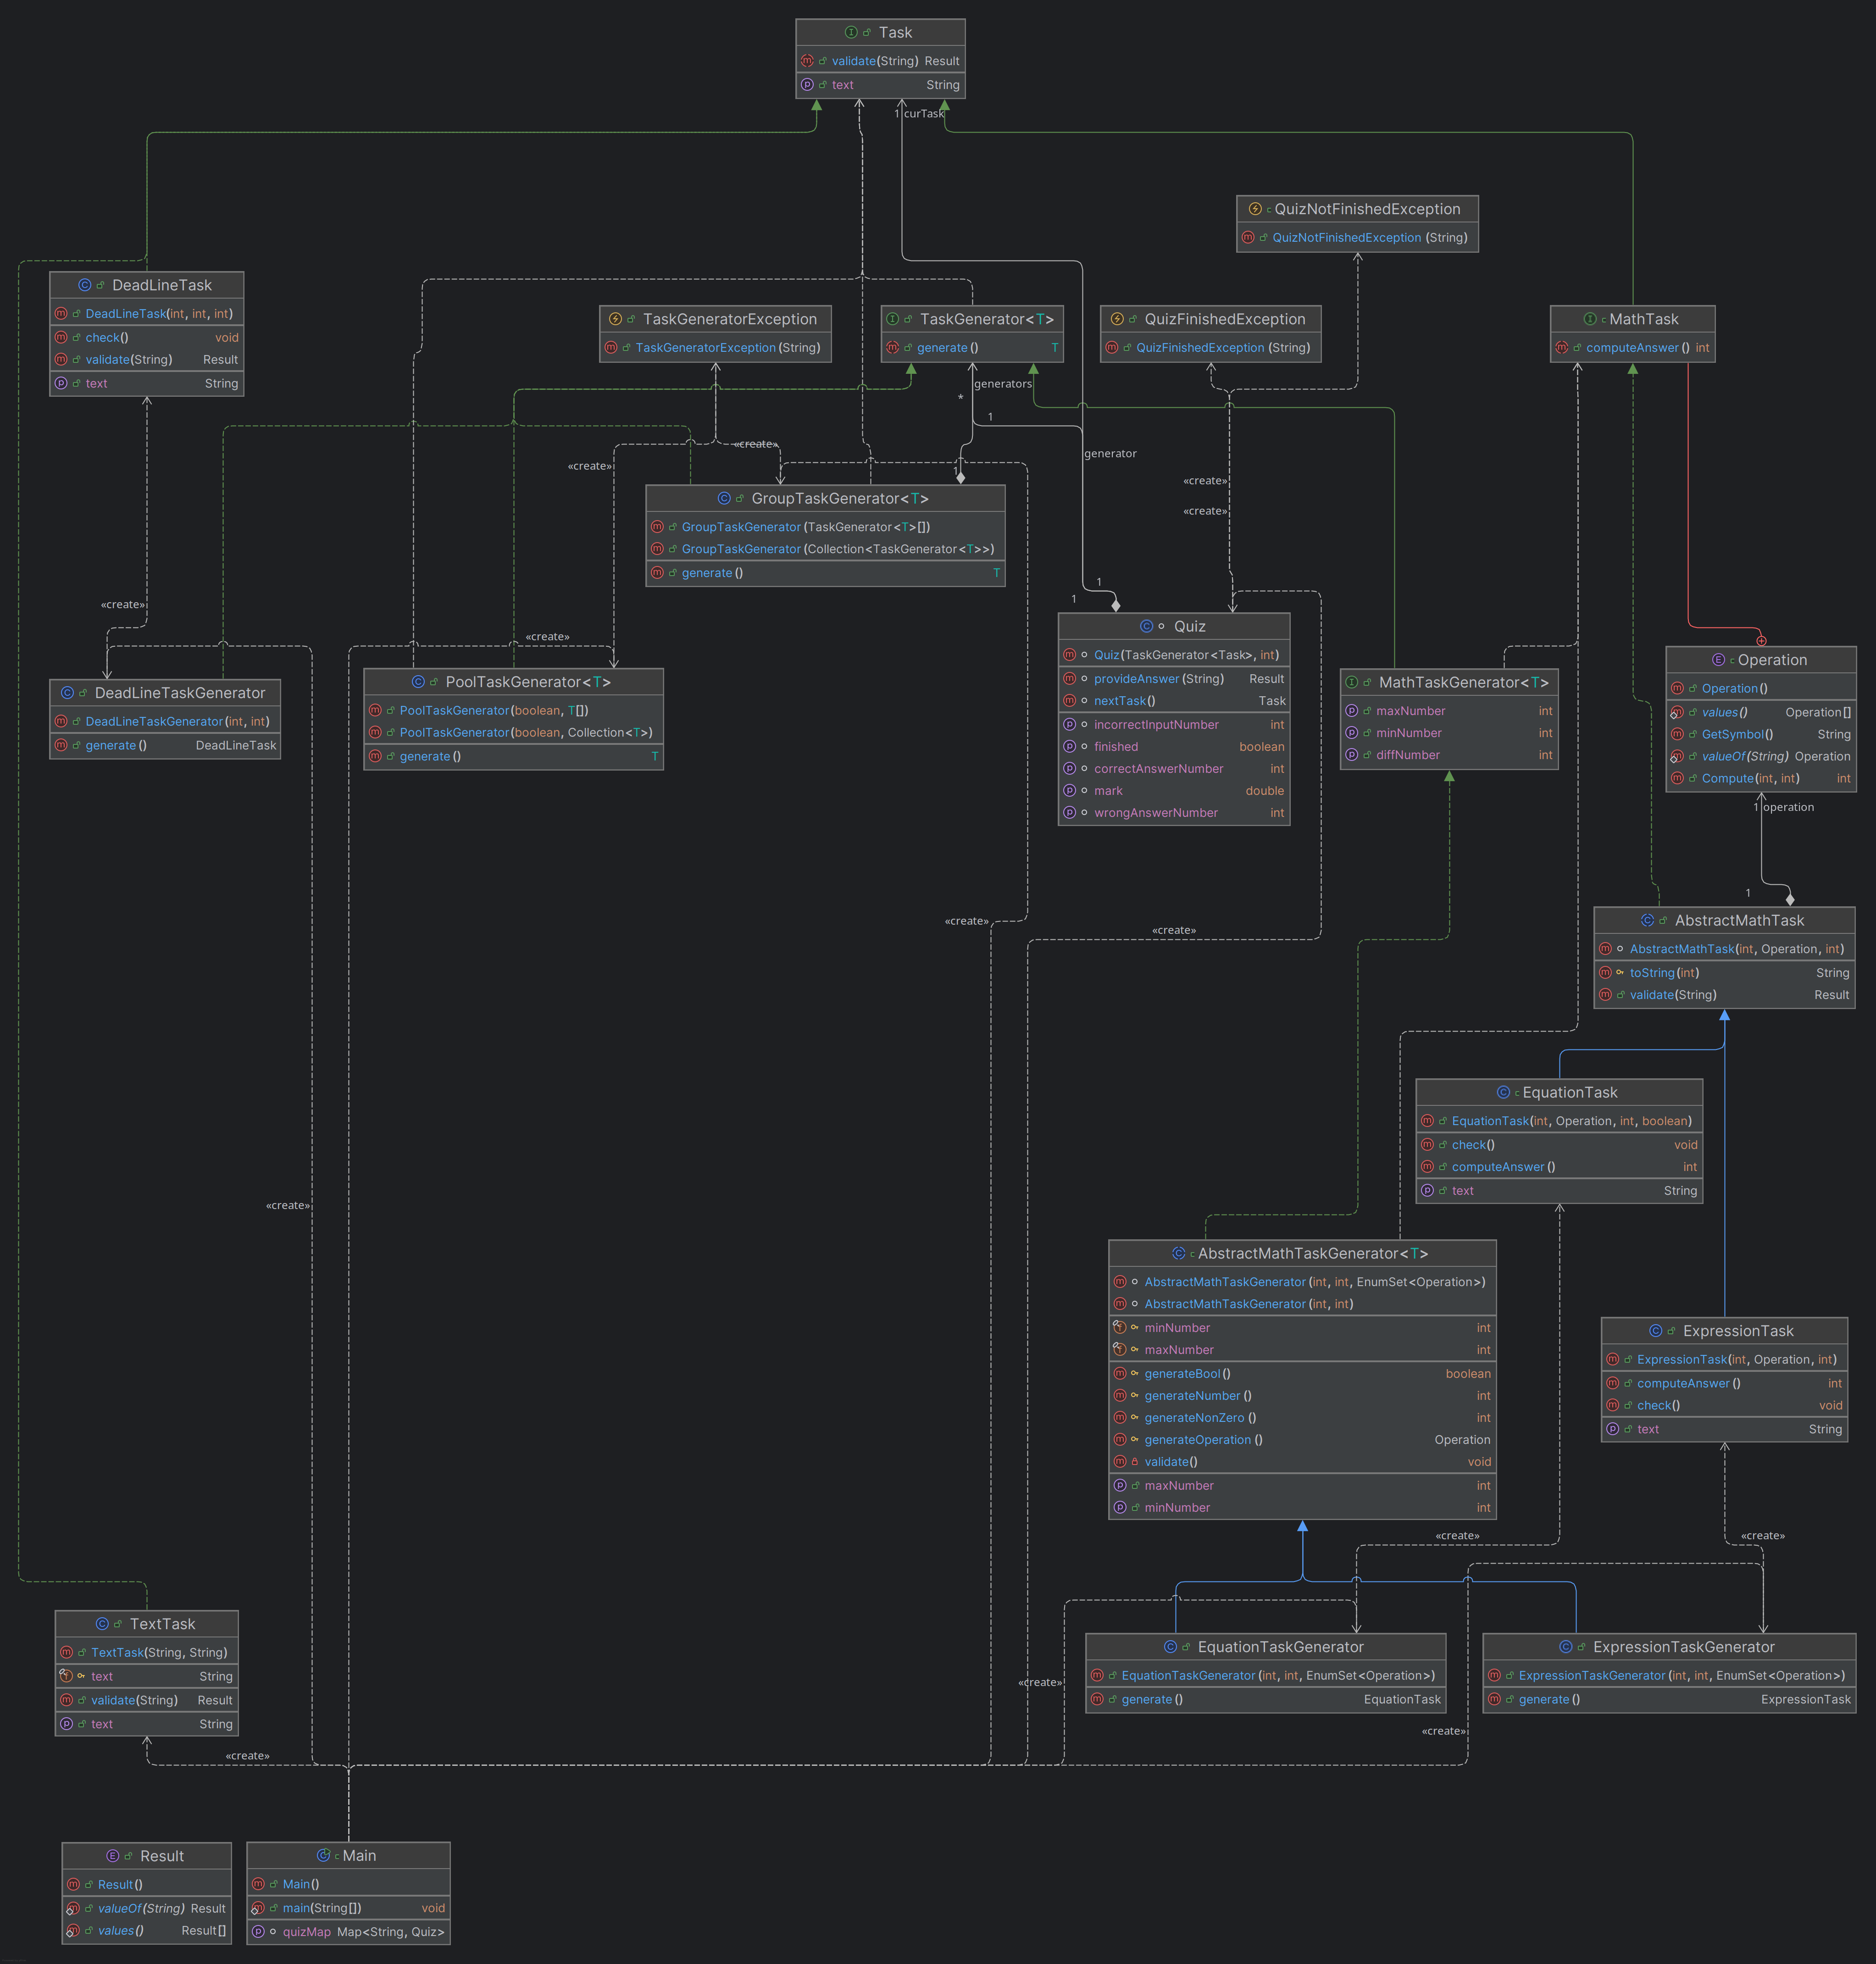 Task
validate(String) Result
text String
1 curTask
QuizNotFinishedException
QuizNotFinishedException (String)
DeadLineTask
DeadLineTask(int, int, int)
check() void
validate(String) Result
text String
TaskGeneratorException
TaskGeneratorException (String)
TaskGenerator<T>
generate () T
QuizFinishedException
QuizFinishedException (String)
MathTask
computeAnswer () int
generators
*
1
«create»
generator
«create»
1
«create»
«create»
GroupTaskGenerator<T>
GroupTaskGenerator (TaskGenerator<T>[])
GroupTaskGenerator (Collection<TaskGenerator<T>>)
generate () T
1
1
«create»
«create»
Quiz
Quiz(TaskGenerator<Task>, int)
provideAnswer (String) Result
nextTask() Task
incorrectInputNumber int
finished boolean
correctAnswerNumber int
mark double
wrongAnswerNumber int
Operation
Operation()
values() Operation[]
GetSymbol() String
valueOf(String) Operation
Compute(int, int) int
DeadLineTaskGenerator
DeadLineTaskGenerator (int, int)
generate () DeadLineTask
PoolTaskGenerator<T>
PoolTaskGenerator (boolean, T[])
PoolTaskGenerator (boolean, Collection<T>)
generate () T
MathTaskGenerator<T>
maxNumber int
minNumber int
diffNumber int
1 operation
1
«create»
«create»
AbstractMathTask
AbstractMathTask(int, Operation, int)
toString(int) String
validate(String) Result
EquationTask
EquationTask(int, Operation, int, boolean)
check() void
computeAnswer () int
text String
«create»
AbstractMathTaskGenerator<T>
AbstractMathTaskGenerator (int, int, EnumSet<Operation>)
AbstractMathTaskGenerator (int, int)
minNumber int
maxNumber int
generateBool() boolean
generateNumber () int
generateNonZero () int
generateOperation () Operation
validate() void
maxNumber int
minNumber int
ExpressionTask
ExpressionTask(int, Operation, int)
computeAnswer () int
check() void
text String
«create»
«create»
TextTask
TextTask(String, String)
text String
validate(String) Result
text String
EquationTaskGenerator
EquationTaskGenerator (int, int, EnumSet<Operation>)
generate () EquationTask
ExpressionTaskGenerator
ExpressionTaskGenerator (int, int, EnumSet<Operation>)
generate () ExpressionTask
«create»
«create»
«create»
Result
Result()
valueOf(String) Result
values() Result[]
Main
Main()
main(String[]) void
quizMap Map<String, Quiz>